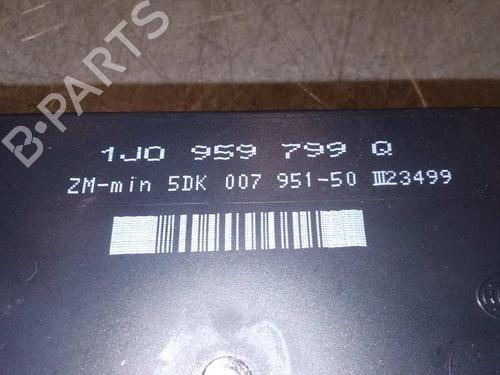 B-PARTS
1J0 959 799 Q
ZM-min 5DK 007 951-50 III23499